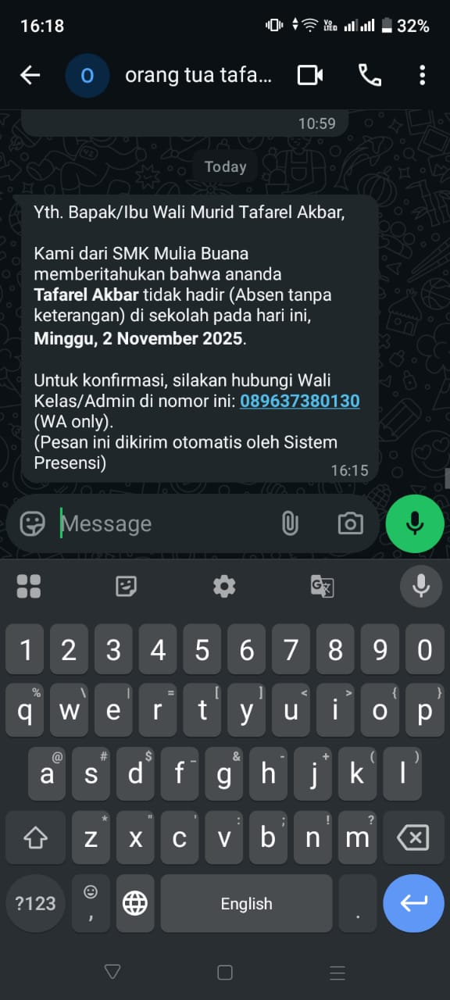 16:18
Vo
LTED
32%
O
orang tua tafa...
10:59
Today
Yth. Bapak/Ibu Wali Murid Tafarel Akbar,
Kami dari SMK Mulia Buana
memberitahukan bahwa ananda
Tafarel Akbar tidak hadir (Absen tanpa
keterangan) di sekolah pada hari ini,
Minggu, 2 November 2025.
Untuk konfirmasi, silakan hubungi Wali
Kelas/Admin di nomor ini: 089637380130
(WA only).
(Pesan ini dikirim otomatis oleh Sistem
Presensi)
16:15
Message
G
1 2 3 4 5 6 7 8 9 0
% \ | = [ ] < > { }
q w e r t y u i o p
@ # $ _ & - + ( )
a s d f g h j k l
* " ' : ; ! ?
z x c v b n m
?123 , English .